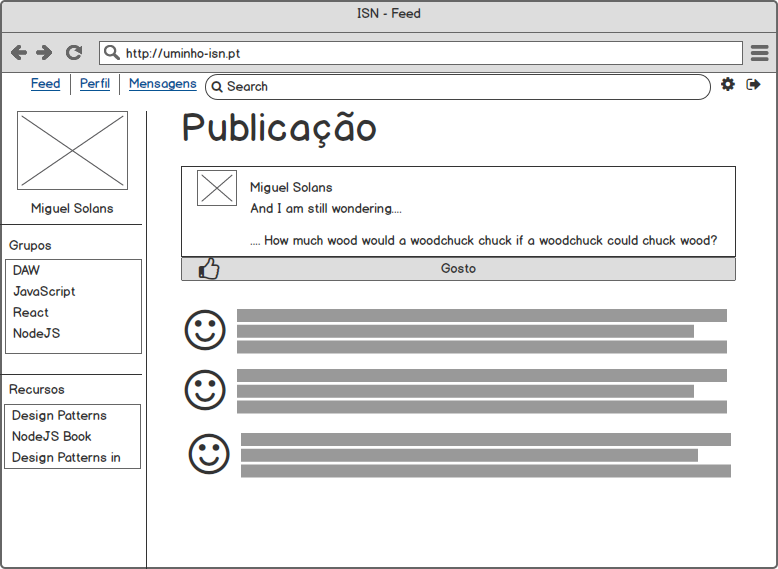 ISN - Feed
http://uminho-isn.pt
Feed Perfil Mensagens Search
Publicação
Miguel Solans
And I am still wondering....
.... How much wood would a woodchuck chuck if a woodchuck could chuck wood?
Gosto
Miguel Solans
Grupos
DAW
JavaScript
React
NodeJS
Recursos
Design Patterns
NodeJS Book
Design Patterns in